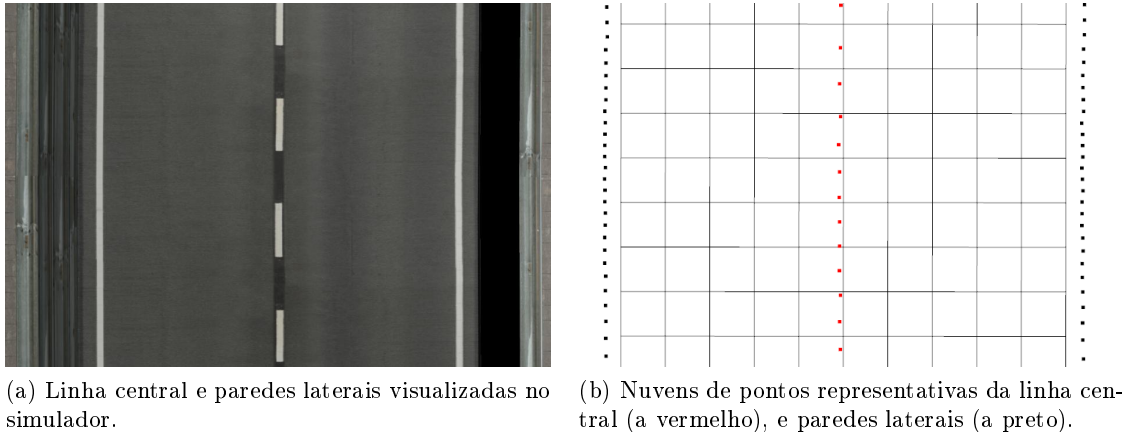 (a) Linha central e paredes laterais visualizadas no
simulador.
(b) Nuvens de pontos representativas da linha cen-
tral (a vermelho), e paredes laterais (a preto).